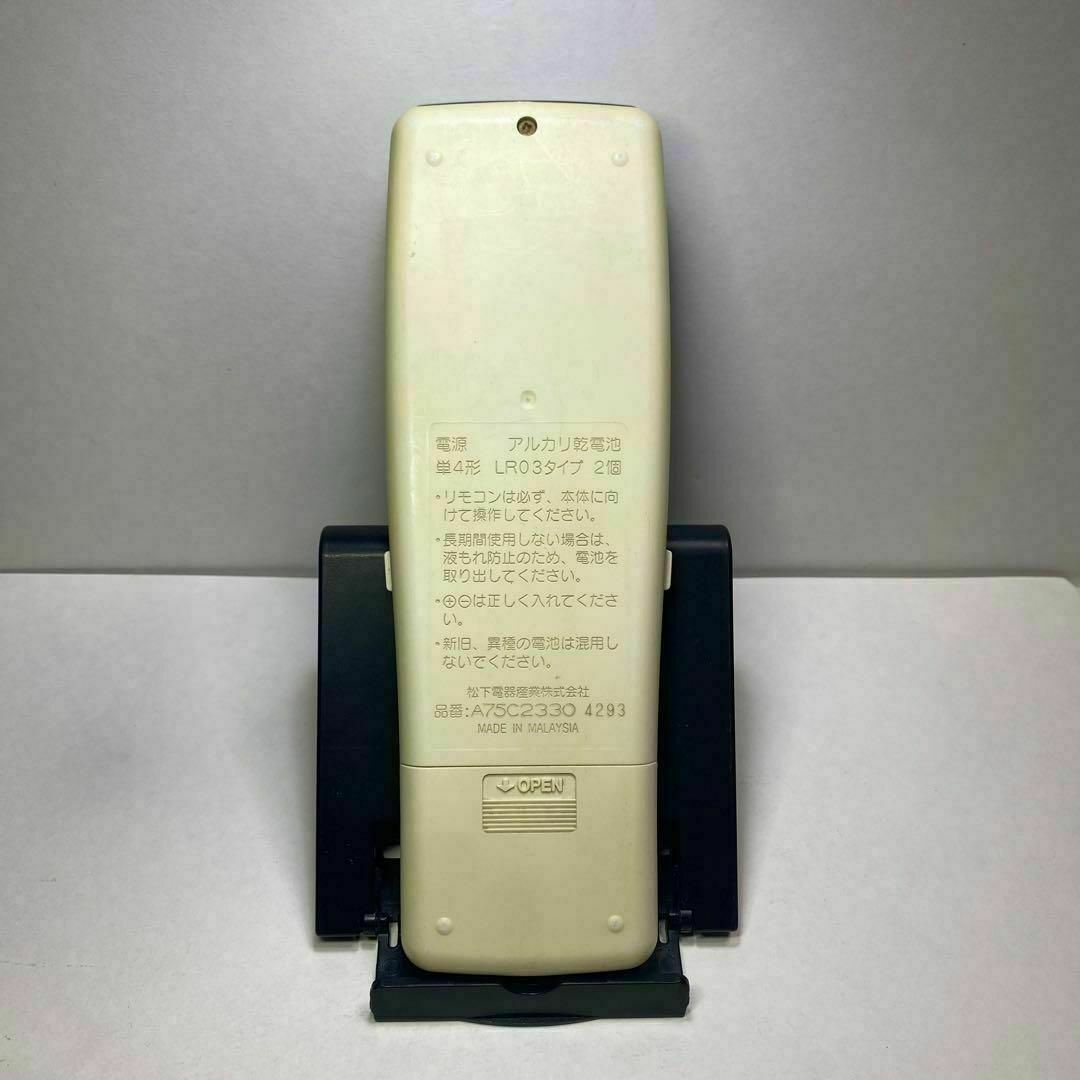 電源 アルカリ乾電池
単4形 LR03タイプ 2個
・リモコンは必ず、本体に向
けて操作してください。
・長期間使用しない場合は、
液もれ防止のため、電池を
取り出してください。
・⊕⊖は正しく入れてくださ
い。
・新旧、異種の電池は混用し
ないでください。
松下電器産業株式会社
品番:A75C2330 4293
MADE IN MALAYSIA
OPEN